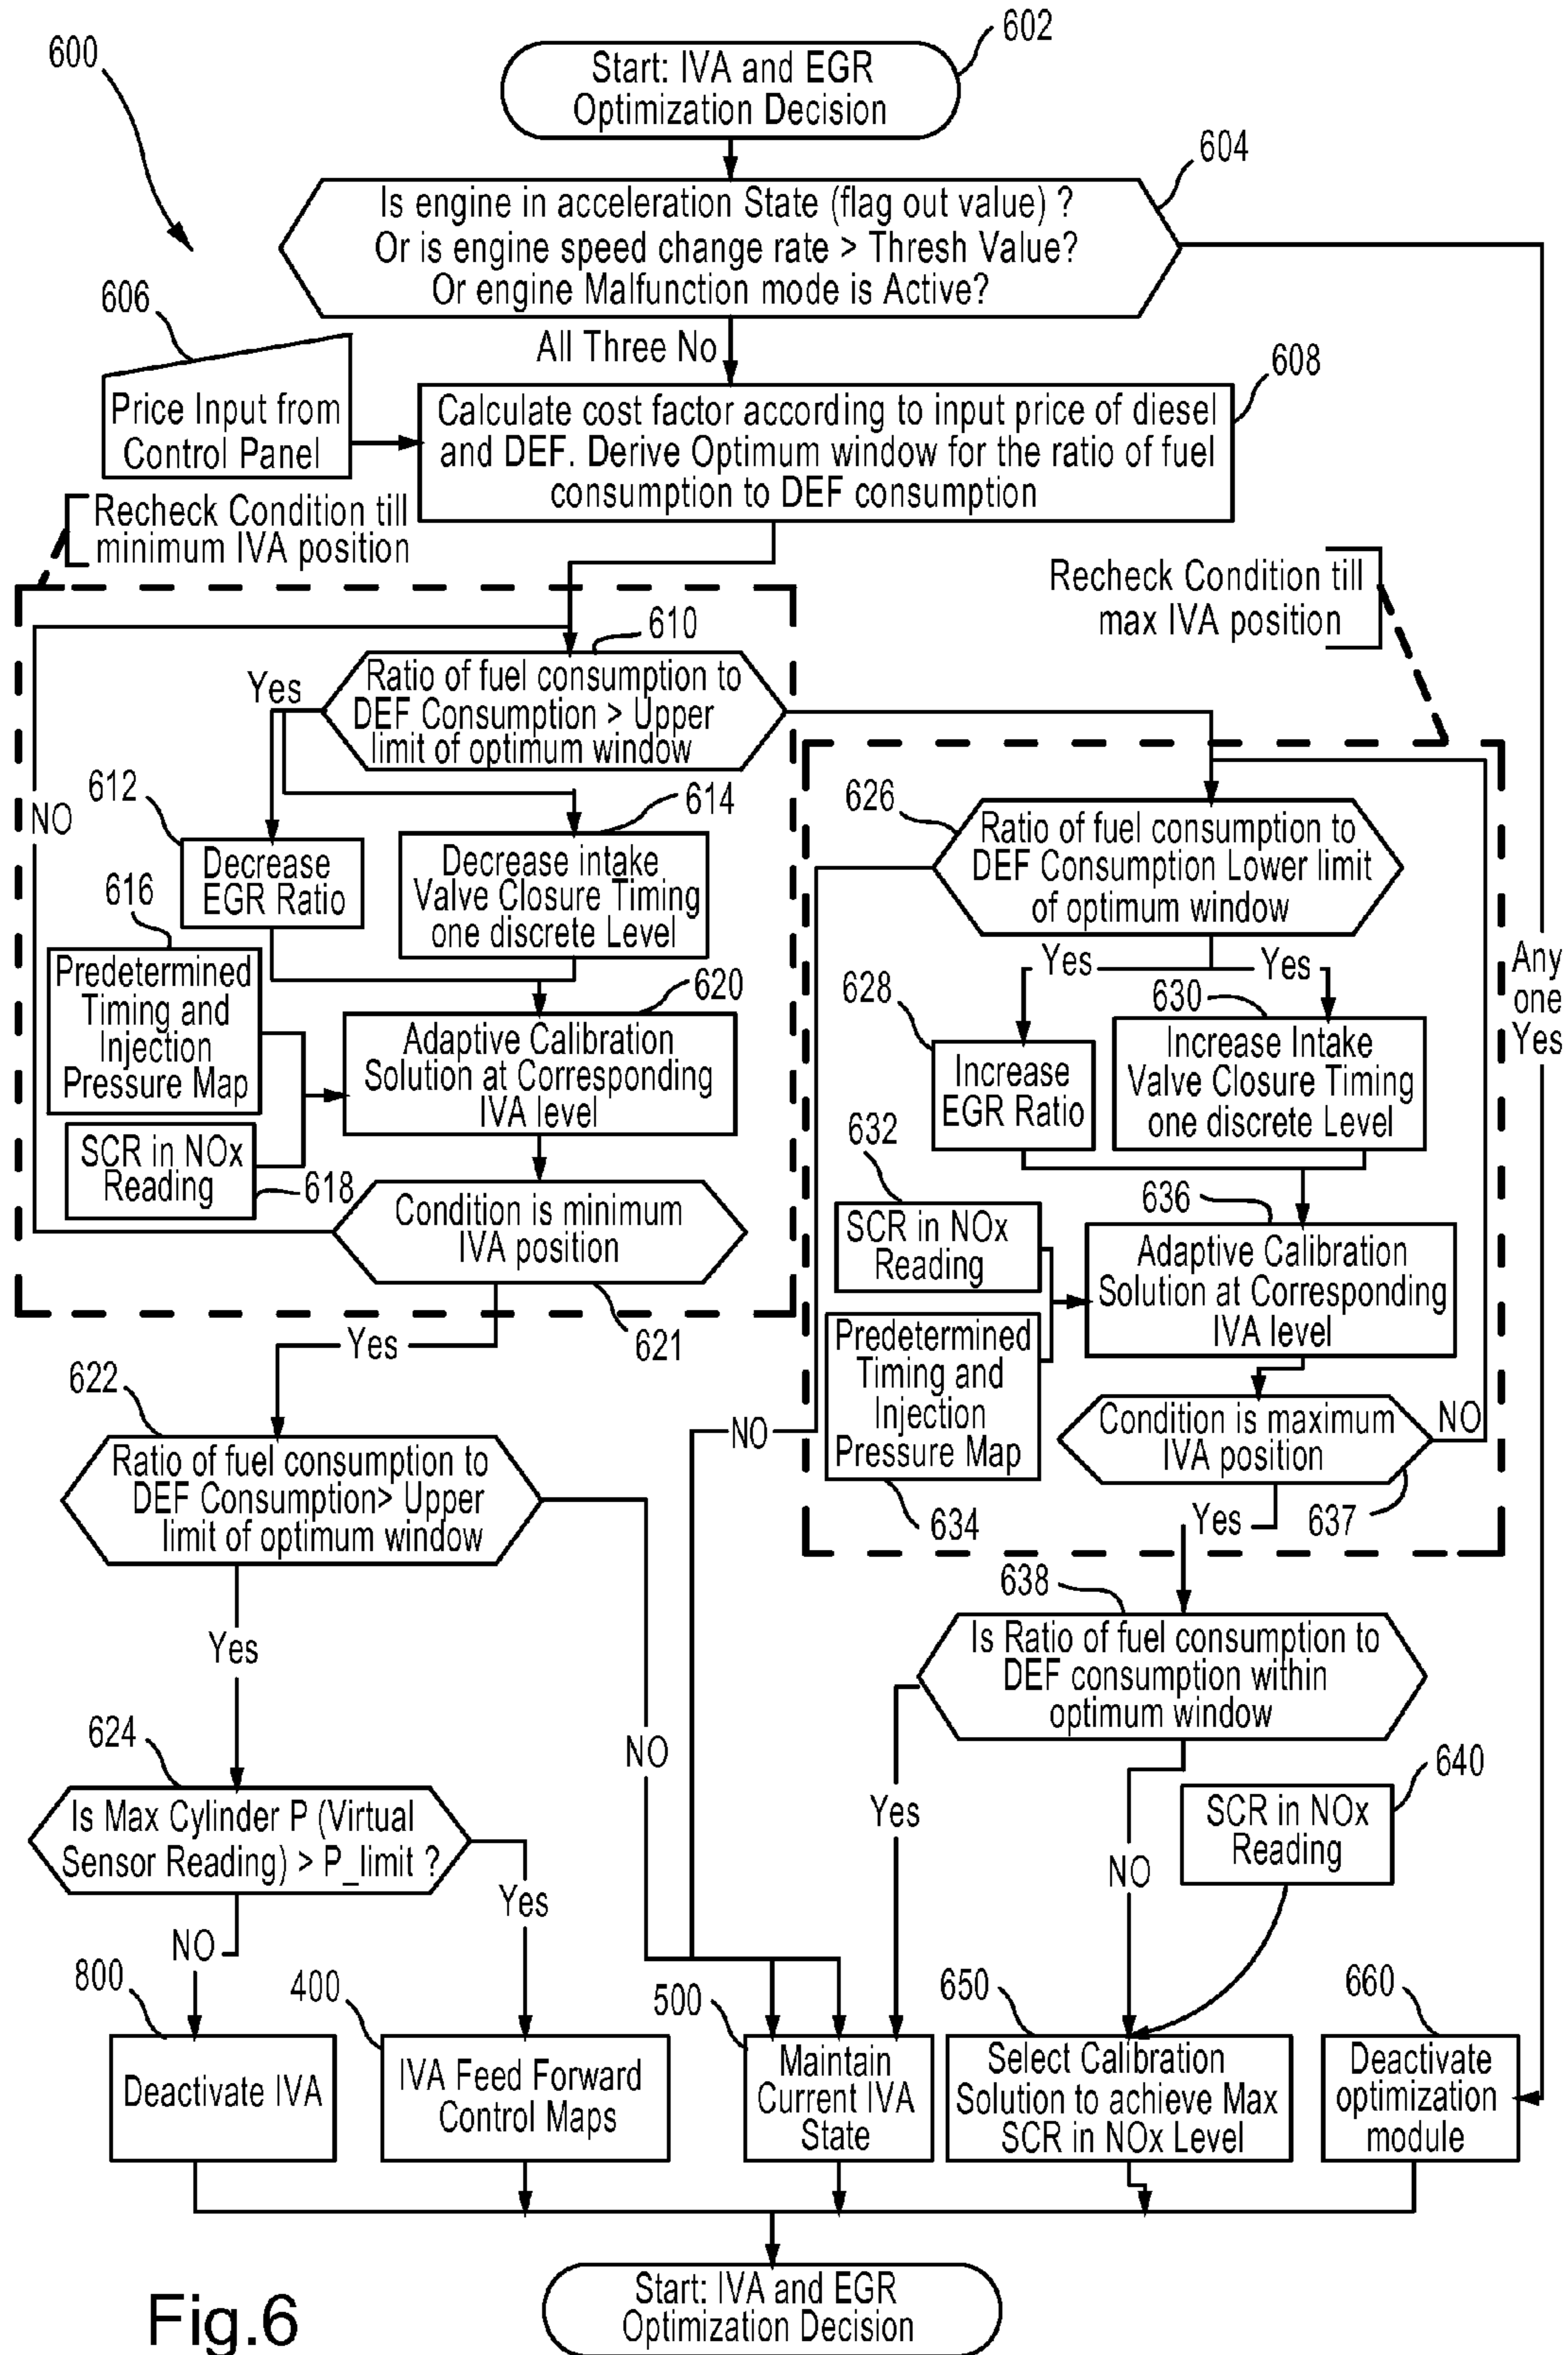 602
600
Start: IVA and EGR
Optimization Decision
604
Is engine in acceleration State (flag out value) ?
Or is engine speed change rate > Thresh Value?
Or engine Malfunction mode is Active?
606
All Three No
608
Price Input from
Control Panel
Calculate cost factor according to input price of diesel
and DEF. Derive Optimum window for the ratio of fuel
consumption to DEF consumption
Recheck Condition till
minimum IVA position
Recheck Condition till
max IVA position
610
Yes
Ratio of fuel consumption to
DEF Consumption > Upper
limit of optimum window
612
614
NO
Decrease
EGR Ratio
Decrease intake
Valve Closure Timing
one discrete Level
616
Predetermined
Timing and
Injection
Pressure Map
620
Adaptive Calibration
Solution at Corresponding
IVA level
SCR in NOx
Reading
618
Condition is minimum
IVA position
621
Yes
626
Ratio of fuel consumption to
DEF Consumption Lower limit
of optimum window
Yes
Yes
Any
one
Yes
628
630
Increase
EGR Ratio
Increase Intake
Valve Closure Timing
one discrete Level
632
636
SCR in NOx
Reading
Adaptive Calibration
Solution at Corresponding
IVA level
Predetermined
Timing and
Injection
Pressure Map
634
Condition is maximum
IVA position
NO
637
Yes
NO
622
Ratio of fuel consumption to
DEF Consumption> Upper
limit of optimum window
Yes
NO
638
Is Ratio of fuel consumption to
DEF consumption within
optimum window
624
Is Max Cylinder P (Virtual
Sensor Reading) > P_limit ?
Yes
NO
Yes
NO
640
SCR in NOx
Reading
800
Deactivate IVA
400
IVA Feed Forward
Control Maps
500
Maintain
Current IVA
State
650
Select Calibration
Solution to achieve Max
SCR in NOx Level
660
Deactivate
optimization
module
Start: IVA and EGR
Optimization Decision
Fig.6